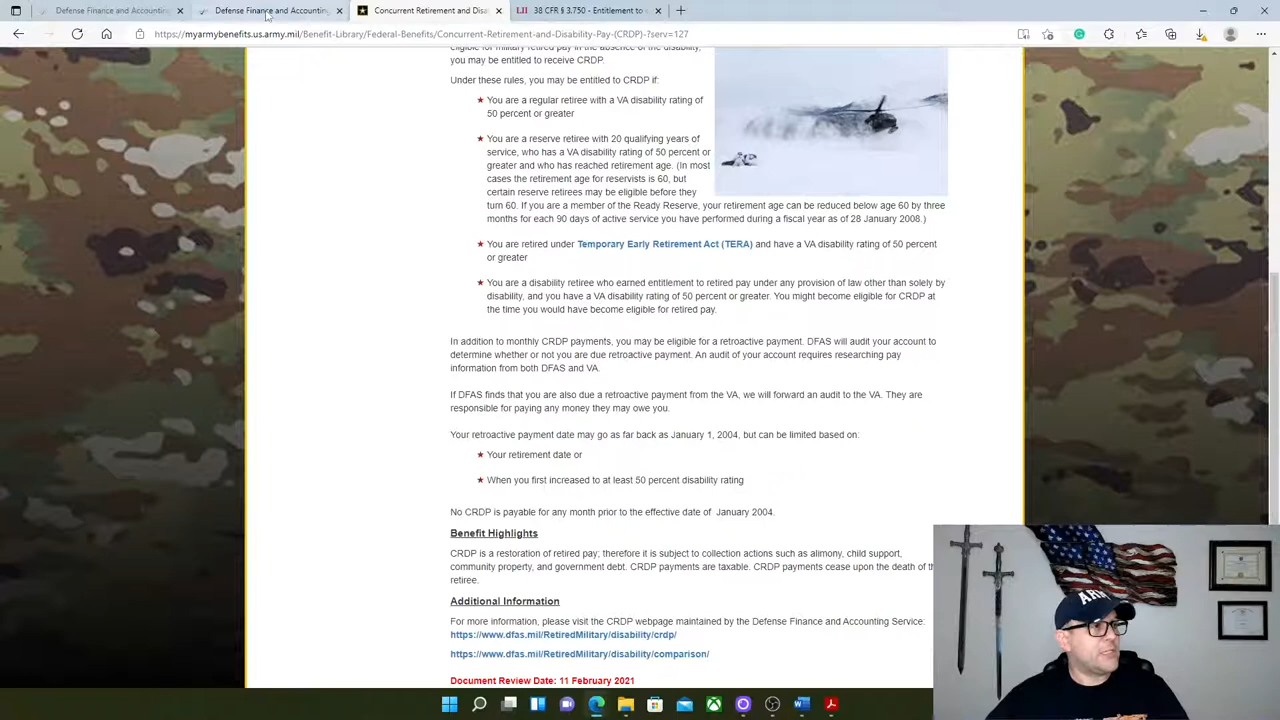 Defense Finance and Accounting
Defense Finance and Accounting
Concurrent Retirement and Disa
LII 38 CFR § 3.750 - Entitlement to
https://myarmybenefits.us.army.mil/Benefit-Library/Federal-Benefits/Concurrent-Retirement-and-Disability-Pay-(CRDP)-?serv=127
eligible for military retired pay in the absence of the disability,
you may be entitled to receive CRDP.
Under these rules, you may be entitled to CRDP if:
You are a regular retiree with a VA disability rating of
50 percent or greater
You are a reserve retiree with 20 qualifying years of
service, who has a VA disability rating of 50 percent or
greater and who has reached retirement age. (In most
cases the retirement age for reservists is 60, but
certain reserve retirees may be eligible before they
turn 60. If you are a member of the Ready Reserve, your retirement age can be reduced below age 60 by three
months for each 90 days of active service you have performed during a fiscal year as of 28 January 2008.)
You are retired under Temporary Early Retirement Act (TERA) and have a VA disability rating of 50 percent
or greater
You are a disability retiree who earned entitlement to retired pay under any provision of law other than solely by
disability, and you have a VA disability rating of 50 percent or greater. You might become eligible for CRDP at
the time you would have become eligible for retired pay.
In addition to monthly CRDP payments, you may be eligible for a retroactive payment. DFAS will audit your account to
determine whether or not you are due retroactive payment. An audit of your account requires researching pay
information from both DFAS and VA.
If DFAS finds that you are also due a retroactive payment from the VA, we will forward an audit to the VA. They are
responsible for paying any money they may owe you.
Your retroactive payment date may go as far back as January 1, 2004, but can be limited based on:
Your retirement date or
When you first increased to at least 50 percent disability rating
No CRDP is payable for any month prior to the effective date of January 2004.
Benefit Highlights
CRDP is a restoration of retired pay; therefore it is subject to collection actions such as alimony, child support,
community property, and government debt. CRDP payments are taxable. CRDP payments cease upon the death of th
retiree.
Additional Information
For more information, please visit the CRDP webpage maintained by the Defense Finance and Accounting Service:
https://www.dfas.mil/RetiredMilitary/disability/crdp/
https://www.dfas.mil/RetiredMilitary/disability/comparison/
Document Review Date: 11 February 2021
ARM